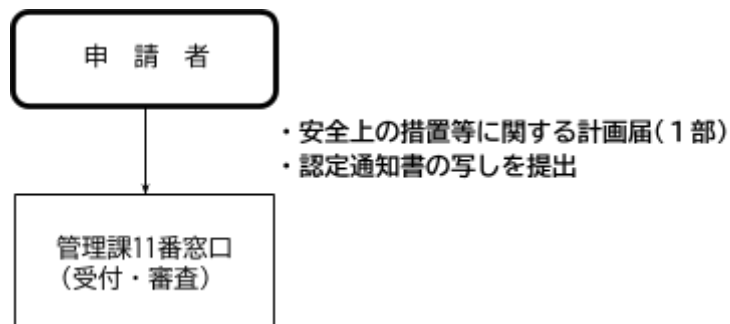 申 請 者
・安全上の措置等に関する計画届(１部)
・認定通知書の写しを提出
管理課11番窓口
（受付・審査）